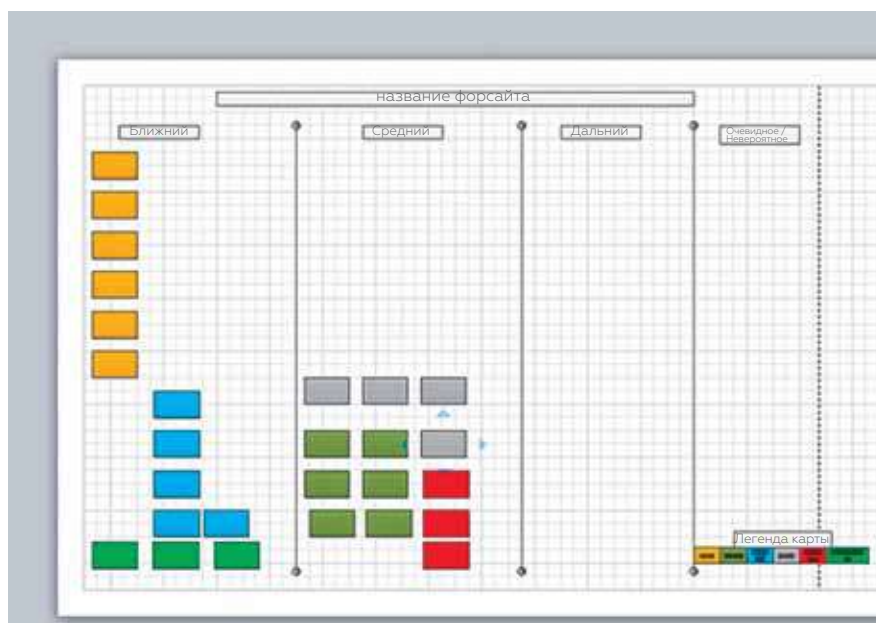 название форсайта
Ближний
Средний
Дальний
Очевидное /
Невероятное
Легенда карты